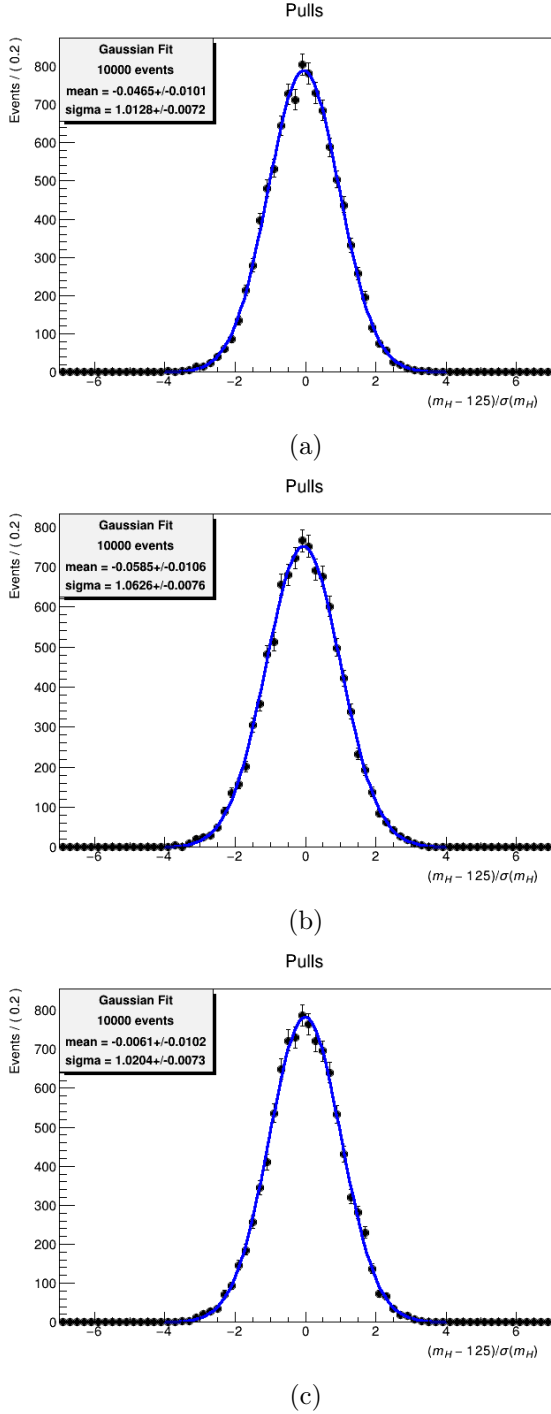 Pulls
Events / ( 0.2 )
Gaussian Fit
10000 events
mean = -0.0465+/-0.0101
sigma = 1.0128+/-0.0072
800
700
600
500
400
300
200
100
0
−6 −4 −2 0 2 4 6
(m_H − 125)/σ(m_H)
(a)
Pulls
Events / ( 0.2 )
Gaussian Fit
10000 events
mean = -0.0585+/-0.0106
sigma = 1.0626+/-0.0076
800
700
600
500
400
300
200
100
0
−6 −4 −2 0 2 4 6
(m_H − 125)/σ(m_H)
(b)
Pulls
Events / ( 0.2 )
Gaussian Fit
10000 events
mean = -0.0061+/-0.0102
sigma = 1.0204+/-0.0073
800
700
600
500
400
300
200
100
0
−6 −4 −2 0 2 4 6
(m_H − 125)/σ(m_H)
(c)